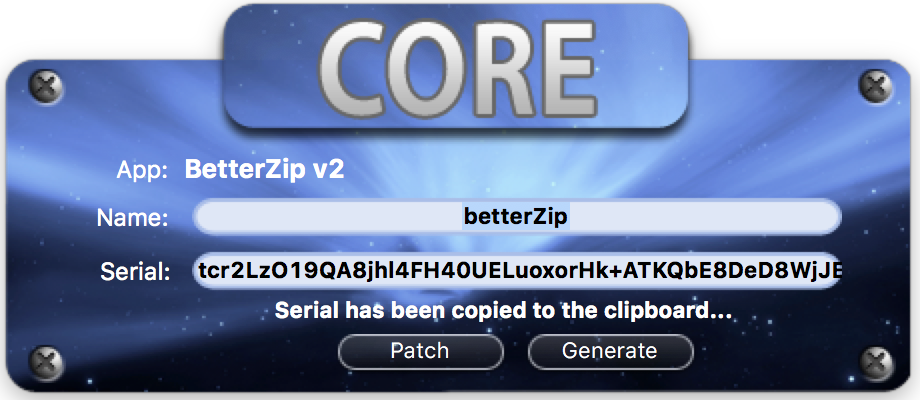 CORE
App: BetterZip v2
Name: betterZip
Serial: tcr2LzO19QA8jhl4FH40UELuoxorHk+ATKQbE8DeD8WjJE
Serial has been copied to the clipboard...
Patch Generate